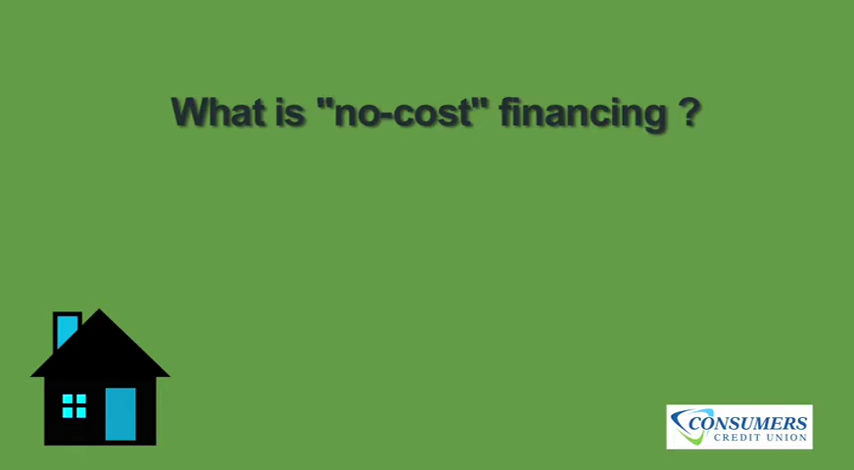 What is "no-cost" financing ?
CONSUMERS
CREDIT UNION